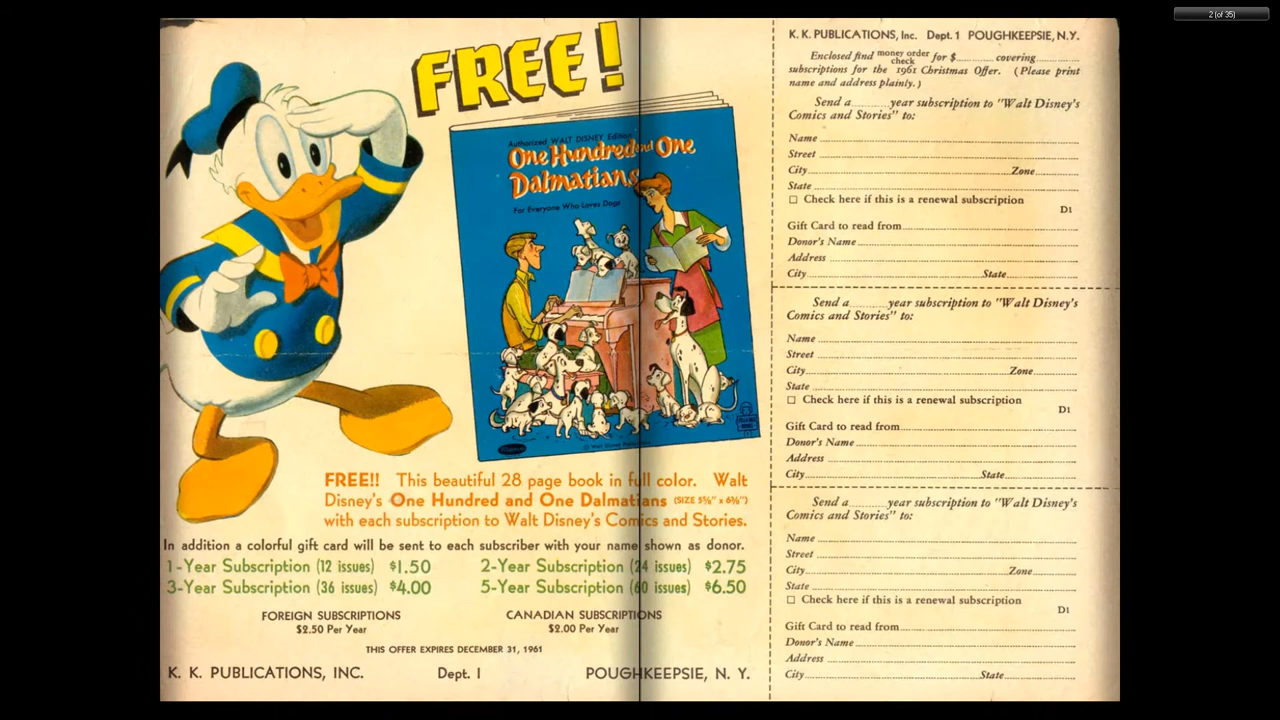 2 (of 35)
FREE!
Authorized WALT DISNEY Edition
One Hundred and One
Dalmatians
For Everyone Who Loves Dogs
FREE!! This beautiful 28 page book in full color. Walt
Disney's One Hundred and One Dalmatians (SIZE 5⅝" x 6⅝")
with each subscription to Walt Disney's Comics and Stories.
In addition a colorful gift card will be sent to each subscriber with your name shown as donor.
1-Year Subscription (12 issues) $1.50 2-Year Subscription (24 issues) $2.75
3-Year Subscription (36 issues) $4.00 5-Year Subscription (60 issues) $6.50
FOREIGN SUBSCRIPTIONS CANADIAN SUBSCRIPTIONS
$2.50 Per Year $2.00 Per Year
THIS OFFER EXPIRES DECEMBER 31, 1961
K. K. PUBLICATIONS, INC. Dept. 1 POUGHKEEPSIE, N. Y.
K. K. PUBLICATIONS, Inc. Dept. 1 POUGHKEEPSIE, N.Y.
Enclosed find money order check for $............ covering............
subscriptions for the 1961 Christmas Offer. (Please print
name and address plainly.)
Send a............year subscription to "Walt Disney's
Comics and Stories" to:
Name
Street
City Zone
State
☐ Check here if this is a renewal subscription
D1
Gift Card to read from
Donor's Name
Address
City State
Send a............year subscription to "Walt Disney's
Comics and Stories" to:
Name
Street
City Zone
State
☐ Check here if this is a renewal subscription
D1
Gift Card to read from
Donor's Name
Address
City State
Send a............year subscription to "Walt Disney's
Comics and Stories" to:
Name
Street
City Zone
State
☐ Check here if this is a renewal subscription
D1
Gift Card to read from
Donor's Name
Address
City State